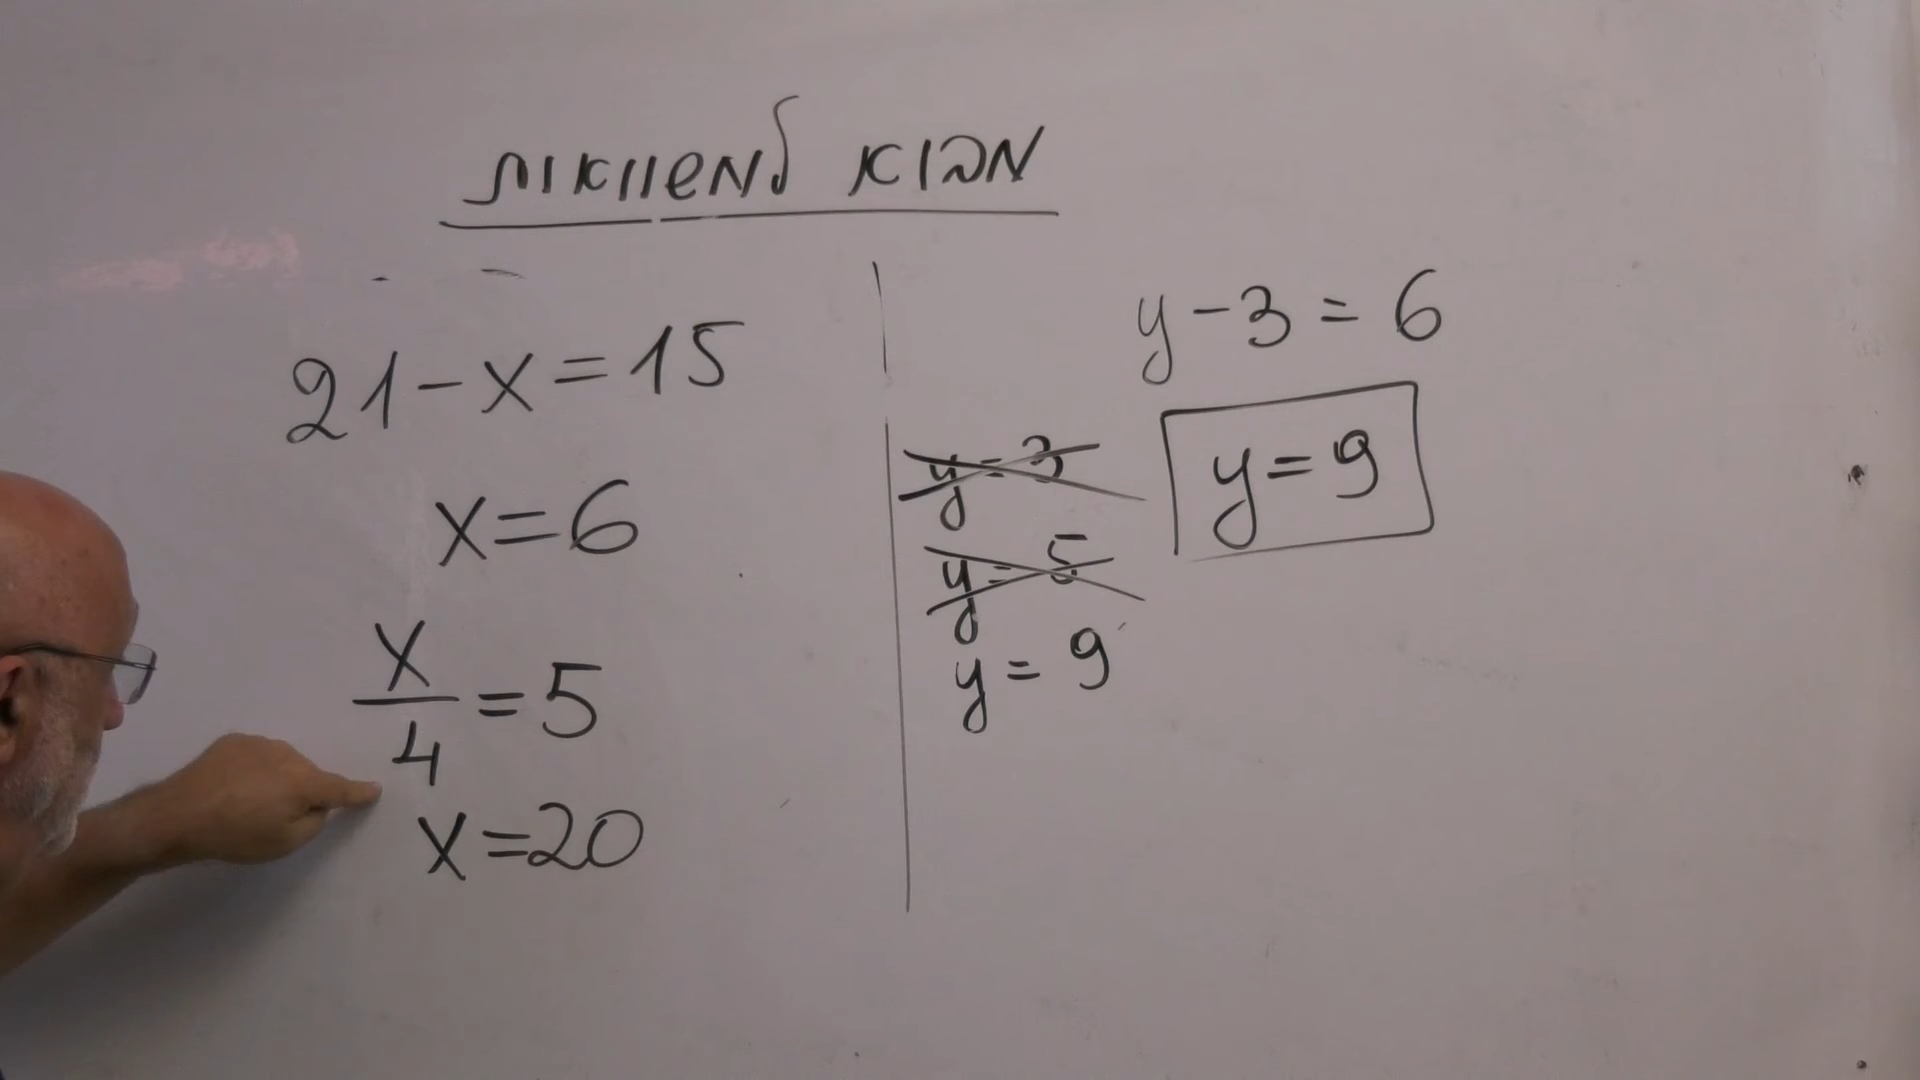 מבוא למשוואות
21 - x = 15
x = 6
x/4 = 5
x = 20
y - 3 = 6
y = 3
y = 5
y = 9
y = 9